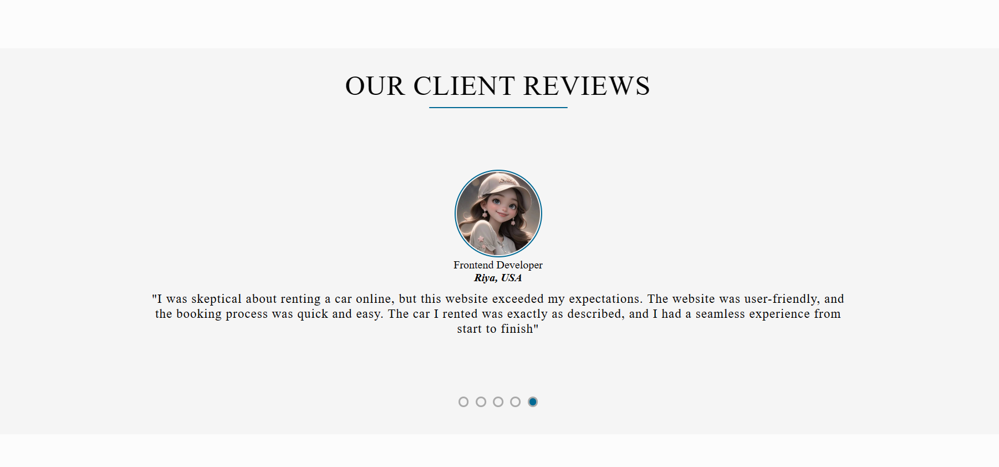 OUR CLIENT REVIEWS
Frontend Developer
Riya, USA
"I was skeptical about renting a car online, but this website exceeded my expectations. The website was user-friendly, and
the booking process was quick and easy. The car I rented was exactly as described, and I had a seamless experience from
start to finish"